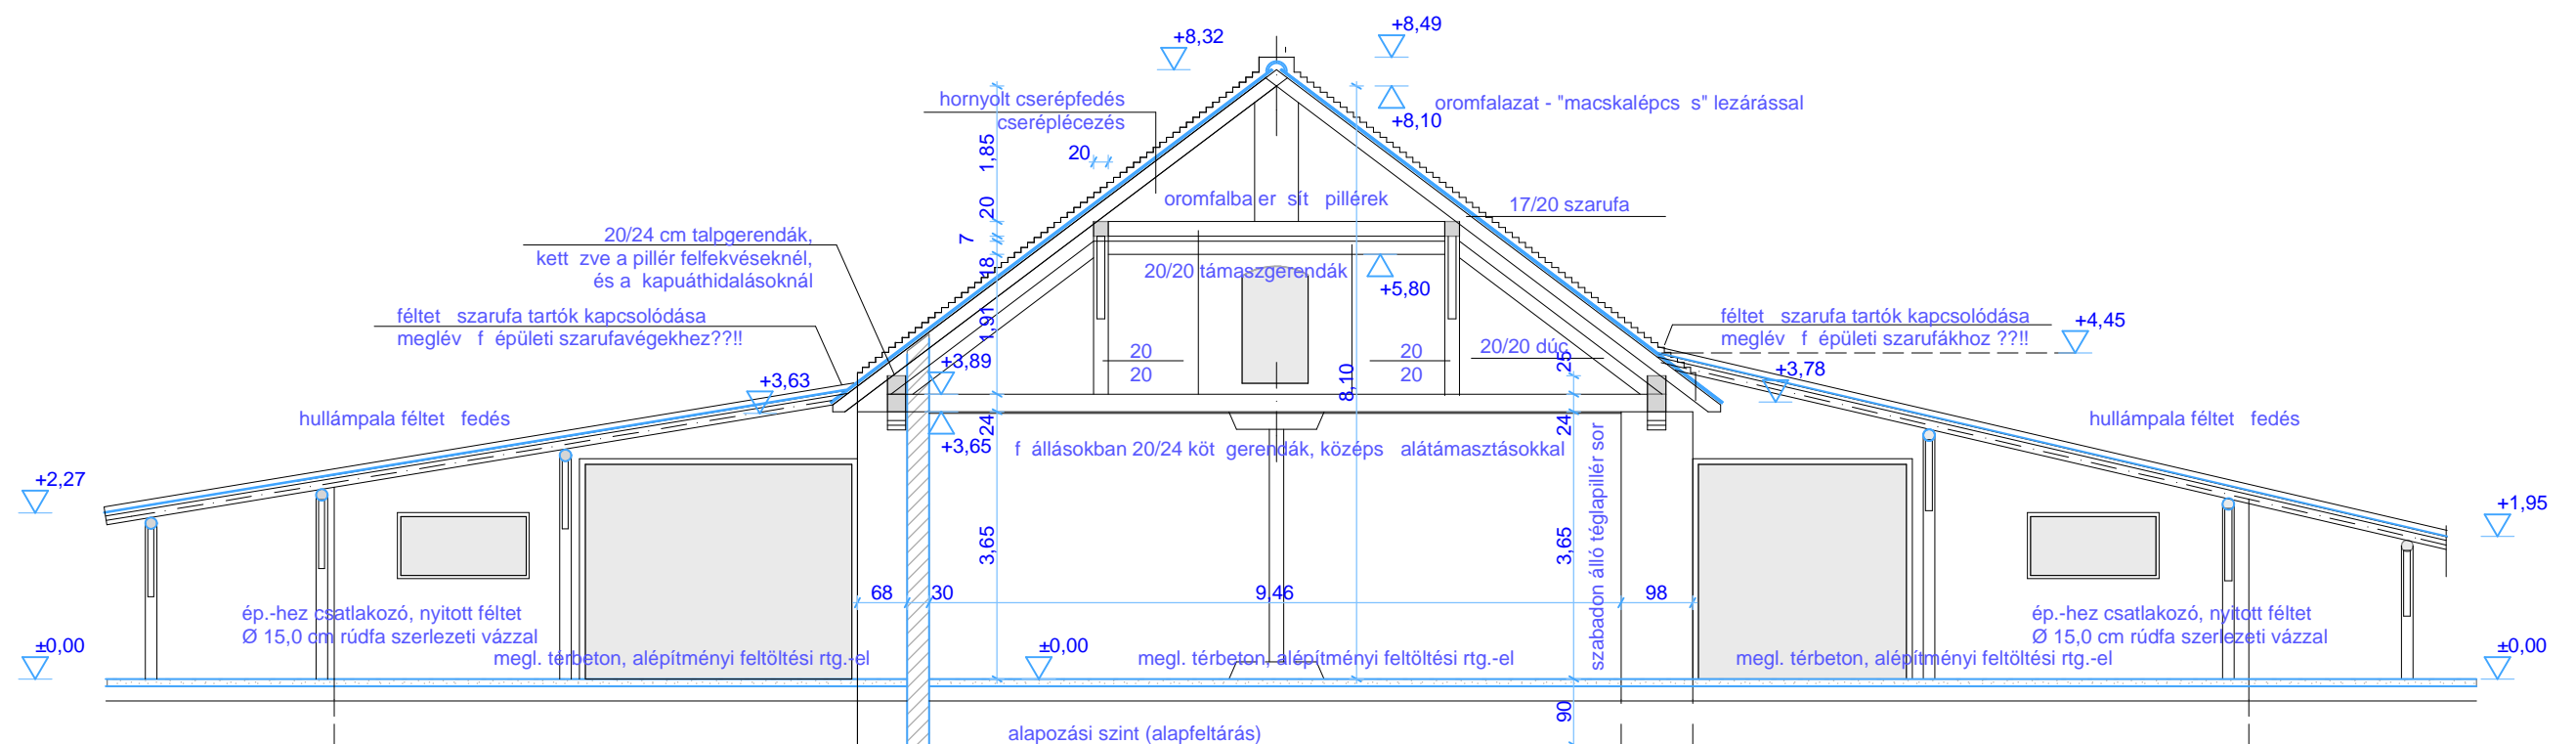 +8,49
+8,32
hornyolt cserépfedés
cseréplécezés
oromfalazat - "macskalépcs s" lezárással
+8,10
1,85
20
oromfalba er sít pillérek
17/20 szarufa
20
7
18
20/24 cm talpgerendák,
kett zve a pillér felfekvéseknél,
és a kapuáthidalásoknál
20/20 támaszgerendák
+5,80
féltet szarufa tartók kapcsolódása
meglév f épületi szarufavégekhez??!!
1,91
féltet szarufa tartók kapcsolódása
meglév f épületi szarufákhoz ??!!
+4,45
20
20
20
20
20/20 dúc
25
+3,89
+3,63
+3,78
8,10
hullámpala féltet fedés
hullámpala féltet fedés
24
24
+3,65
f állásokban 20/24 köt gerendák, középs alátámasztásokkal
szabadon álló téglapillér sor
+2,27
+1,95
3,65
3,65
68
30
9,46
98
ép.-hez csatlakozó, nyitott féltet
Ø 15,0 cm rúdfa szerlezeti vázzal
ép.-hez csatlakozó, nyitott féltet
Ø 15,0 cm rúdfa szerlezeti vázzal
±0,00
±0,00
±0,00
megl. térbeton, alépítményi feltöltési rtg.-el
megl. térbeton, alépítményi feltöltési rtg.-el
megl. térbeton, alépítményi feltöltési rtg.-el
90
alapozási szint (alapfeltárás)